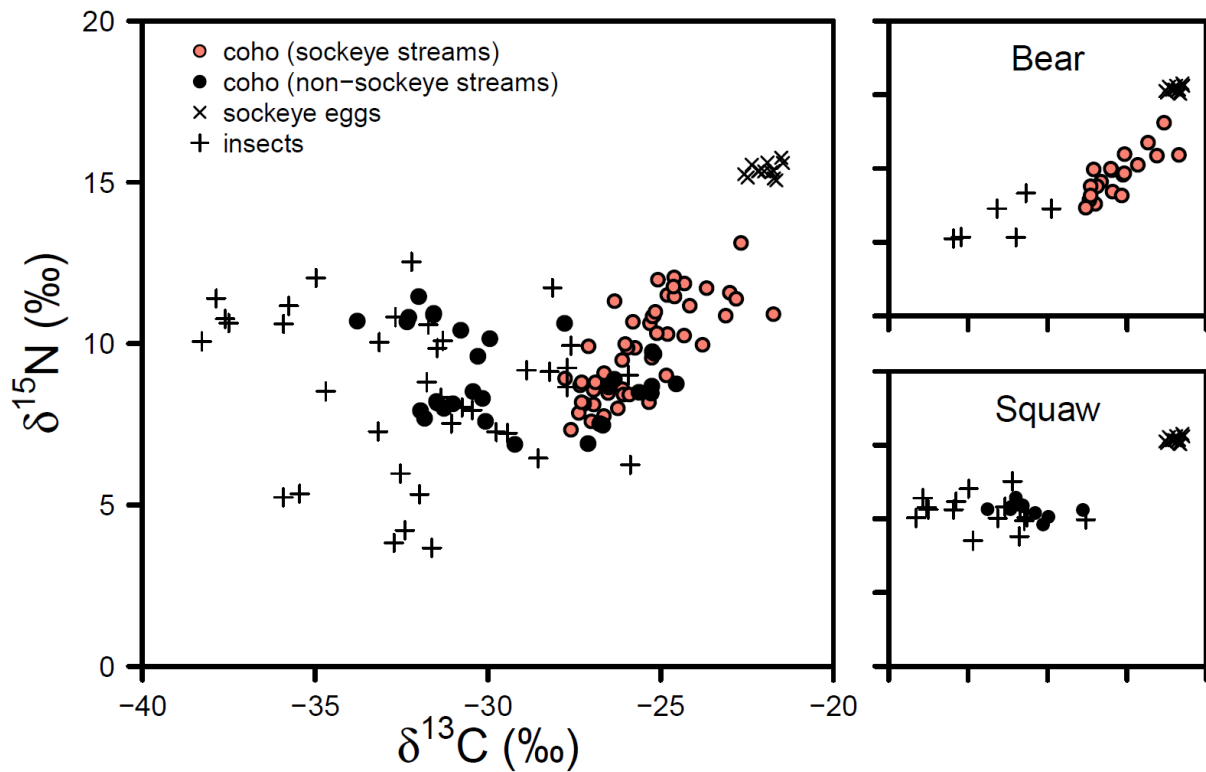 20
15
10
5
0
δ15N (‰)
coho (sockeye streams)
coho (non−sockeye streams)
sockeye eggs
insects
−40
−35
−30
−25
−20
δ13C (‰)
Bear
Squaw